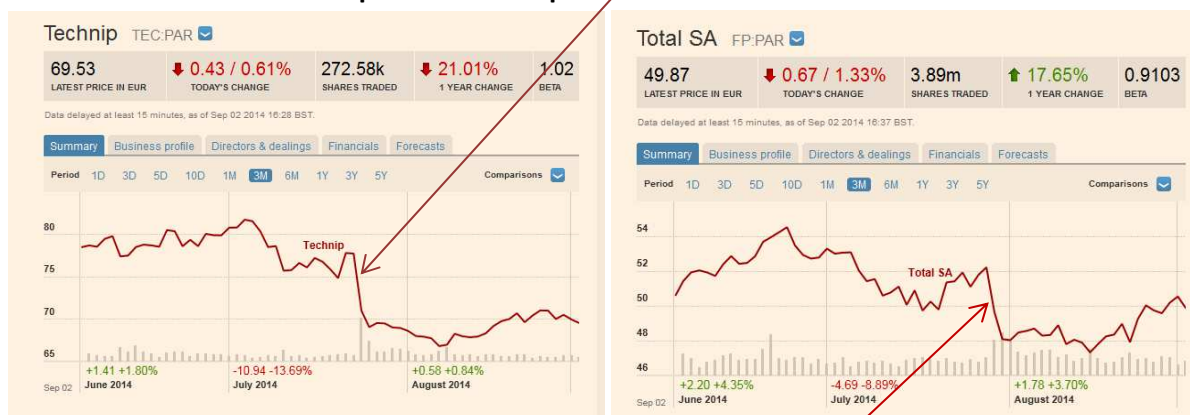 Technip TEC:PAR
69.53
LATEST PRICE IN EUR
0.43 / 0.61%
TODAY'S CHANGE
272.58k
SHARES TRADED
21.01%
1 YEAR CHANGE
1.02
BETA
Data delayed at least 15 minutes, as of Sep 02 2014 16:28 BST.
Summary Business profile Directors & dealings Financials Forecasts
Period 1D 3D 5D 10D 1M 3M 6M 1Y 3Y 5Y Comparisons
80
75
70
65
Technip
+1.41 +1.80% -10.94 -13.69% +0.58 +0.84%
Sep 02 June 2014 July 2014 August 2014
Total SA FP:PAR
49.87
LATEST PRICE IN EUR
0.67 / 1.33%
TODAY'S CHANGE
3.89m
SHARES TRADED
17.65%
1 YEAR CHANGE
0.9103
BETA
Data delayed at least 15 minutes, as of Sep 02 2014 16:37 BST.
Summary Business profile Directors & dealings Financials Forecasts
Period 1D 3D 5D 10D 1M 3M 6M 1Y 3Y 5Y Comparisons
54
52
50
48
46
Total SA
+2.20 +4.35% -4.69 -8.89% +1.78 +3.70%
Sep 02 June 2014 July 2014 August 2014